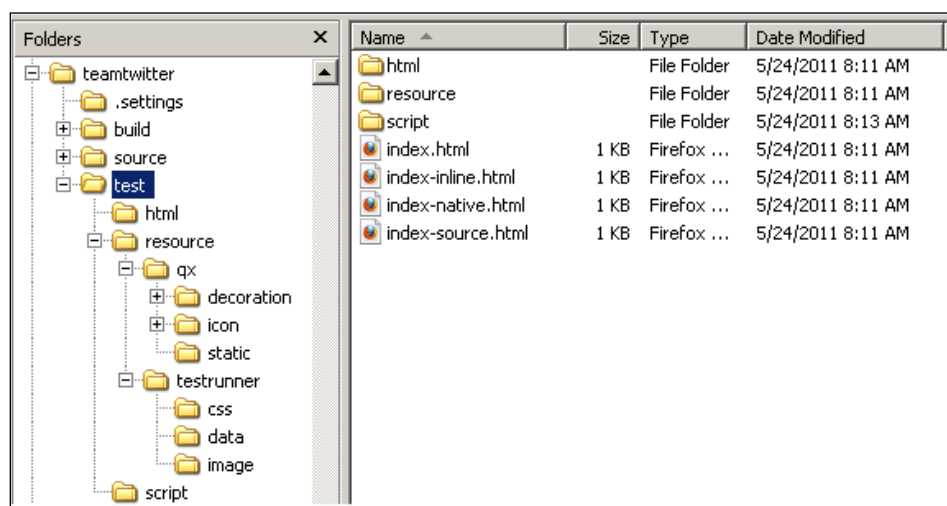 Folders
teamtwitter
.settings
build
source
test
html
resource
qx
decoration
icon
static
testrunner
css
data
image
script
Name Size Type Date Modified
html File Folder 5/24/2011 8:11 AM
resource File Folder 5/24/2011 8:11 AM
script File Folder 5/24/2011 8:13 AM
index.html 1 KB Firefox ... 5/24/2011 8:11 AM
index-inline.html 1 KB Firefox ... 5/24/2011 8:11 AM
index-native.html 1 KB Firefox ... 5/24/2011 8:11 AM
index-source.html 1 KB Firefox ... 5/24/2011 8:11 AM